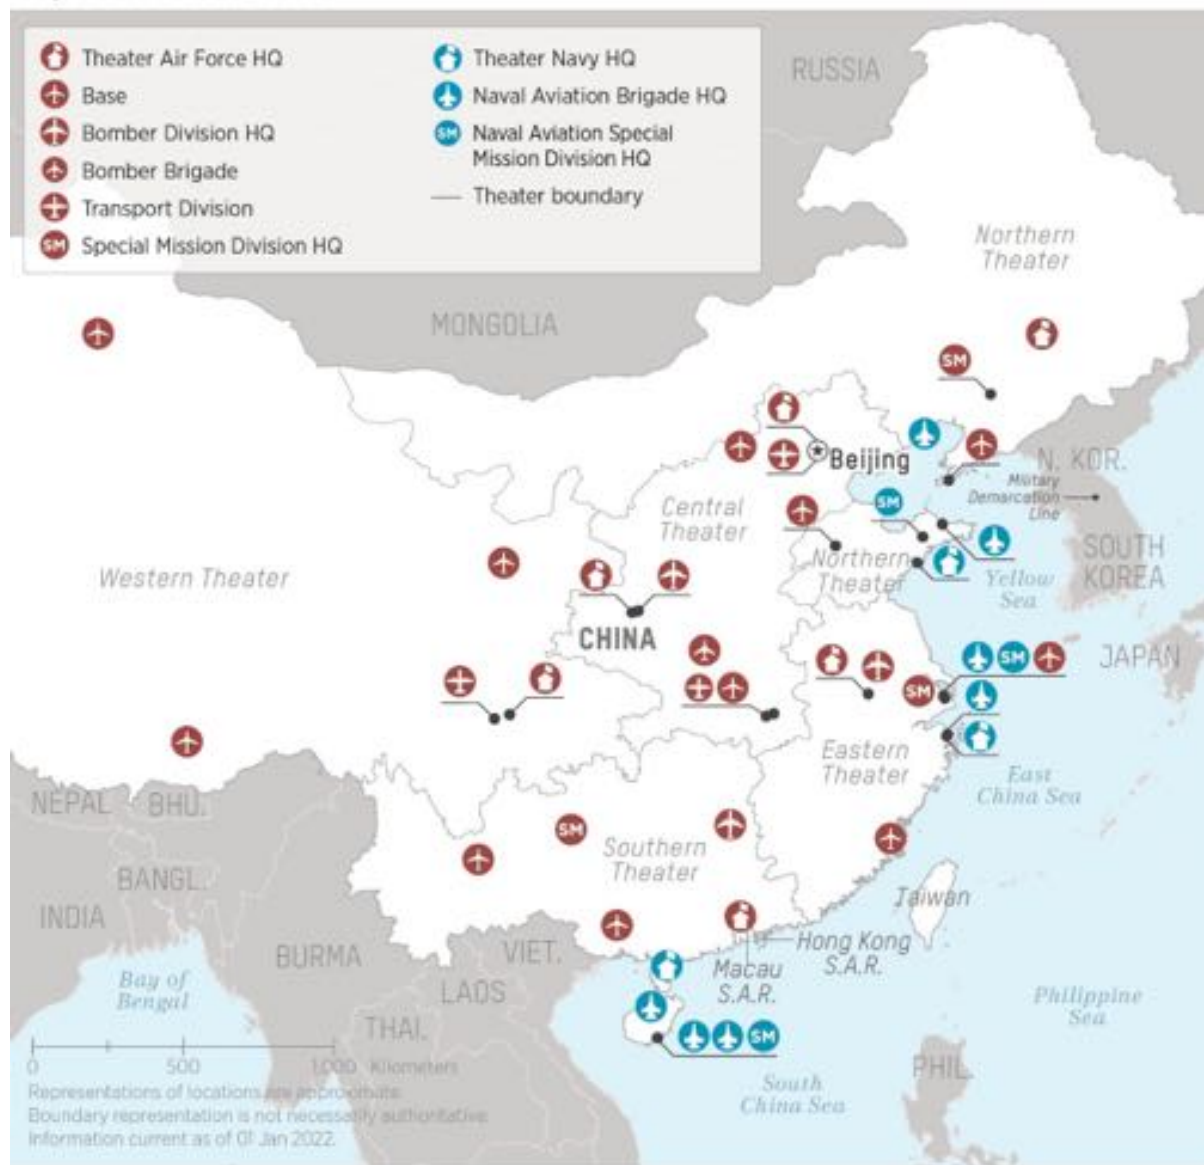 Theater Air Force HQ
Base
Bomber Division HQ
Bomber Brigade
Transport Division
SM Special Mission Division HQ
Theater Navy HQ
Naval Aviation Brigade HQ
SM Naval Aviation Special
Mission Division HQ
Theater boundary
RUSSIA
Northern
Theater
MONGOLIA
SM
Beijing
N. KOR.
Military
Demarcation
Line
Central
Theater
SM
Northern
Theater
SOUTH
KOREA
Yellow
Sea
Western Theater
CHINA
JAPAN
SM
SM
Eastern
Theater
East
China Sea
NEPAL
BHU.
SM
Southern
Theater
BANGL.
INDIA
Taiwan
BURMA
VIET.
Hong Kong
S.A.R.
Macau
S.A.R.
LAOS
Bay of
Bengal
Philippine
Sea
THAI.
SM
0 500 1,000 Kilometers
PHIL.
South
China Sea
Representations of locations are approximate.
Boundary representation is not necessarily authoritative.
Information current as of 01 Jan 2022.